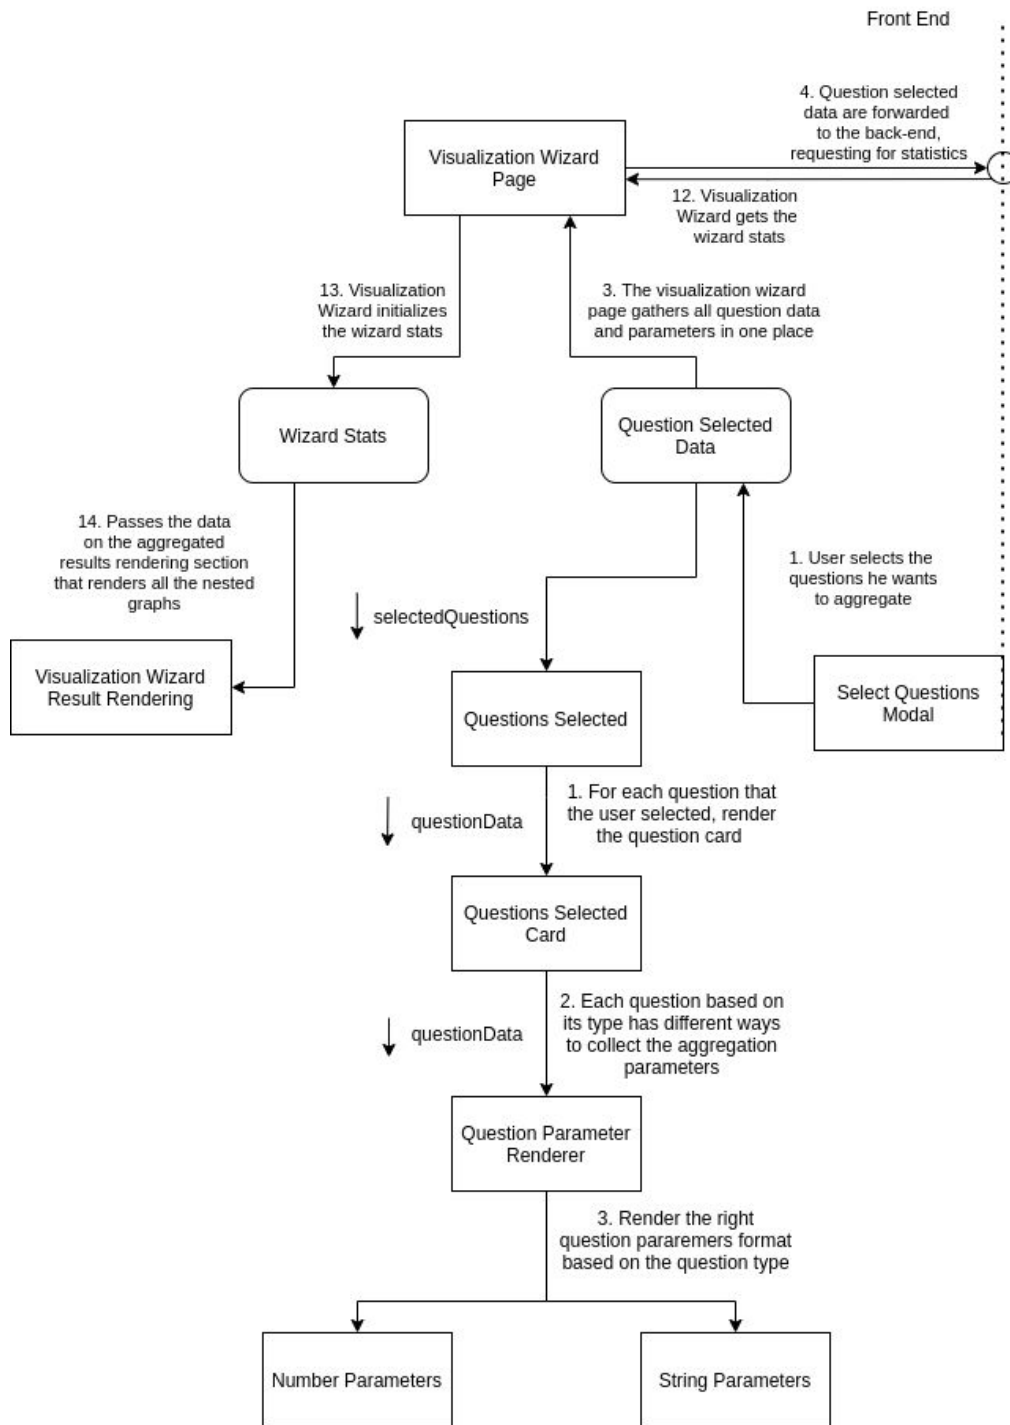 Front End
4. Question selected
data are forwarded
to the back-end,
requesting for statistics
Visualization Wizard
Page
12. Visualization
Wizard gets the
wizard stats
13. Visualization
Wizard initializes
the wizard stats
3. The visualization wizard
page gathers all question data
and parameters in one place
Wizard Stats
Question Selected
Data
14. Passes the data
on the aggregated
results rendering section
that renders all the nested
graphs
1. User selects the
questions he wants
to aggregate
selectedQuestions
Visualization Wizard
Result Rendering
Questions Selected
Select Questions
Modal
1. For each question that
the user selected, render
the question card
questionData
Questions Selected
Card
2. Each question based on
its type has different ways
to collect the aggregation
parameters
questionData
Question Parameter
Renderer
3. Render the right
question pararemers format
based on the question type
Number Parameters
String Parameters